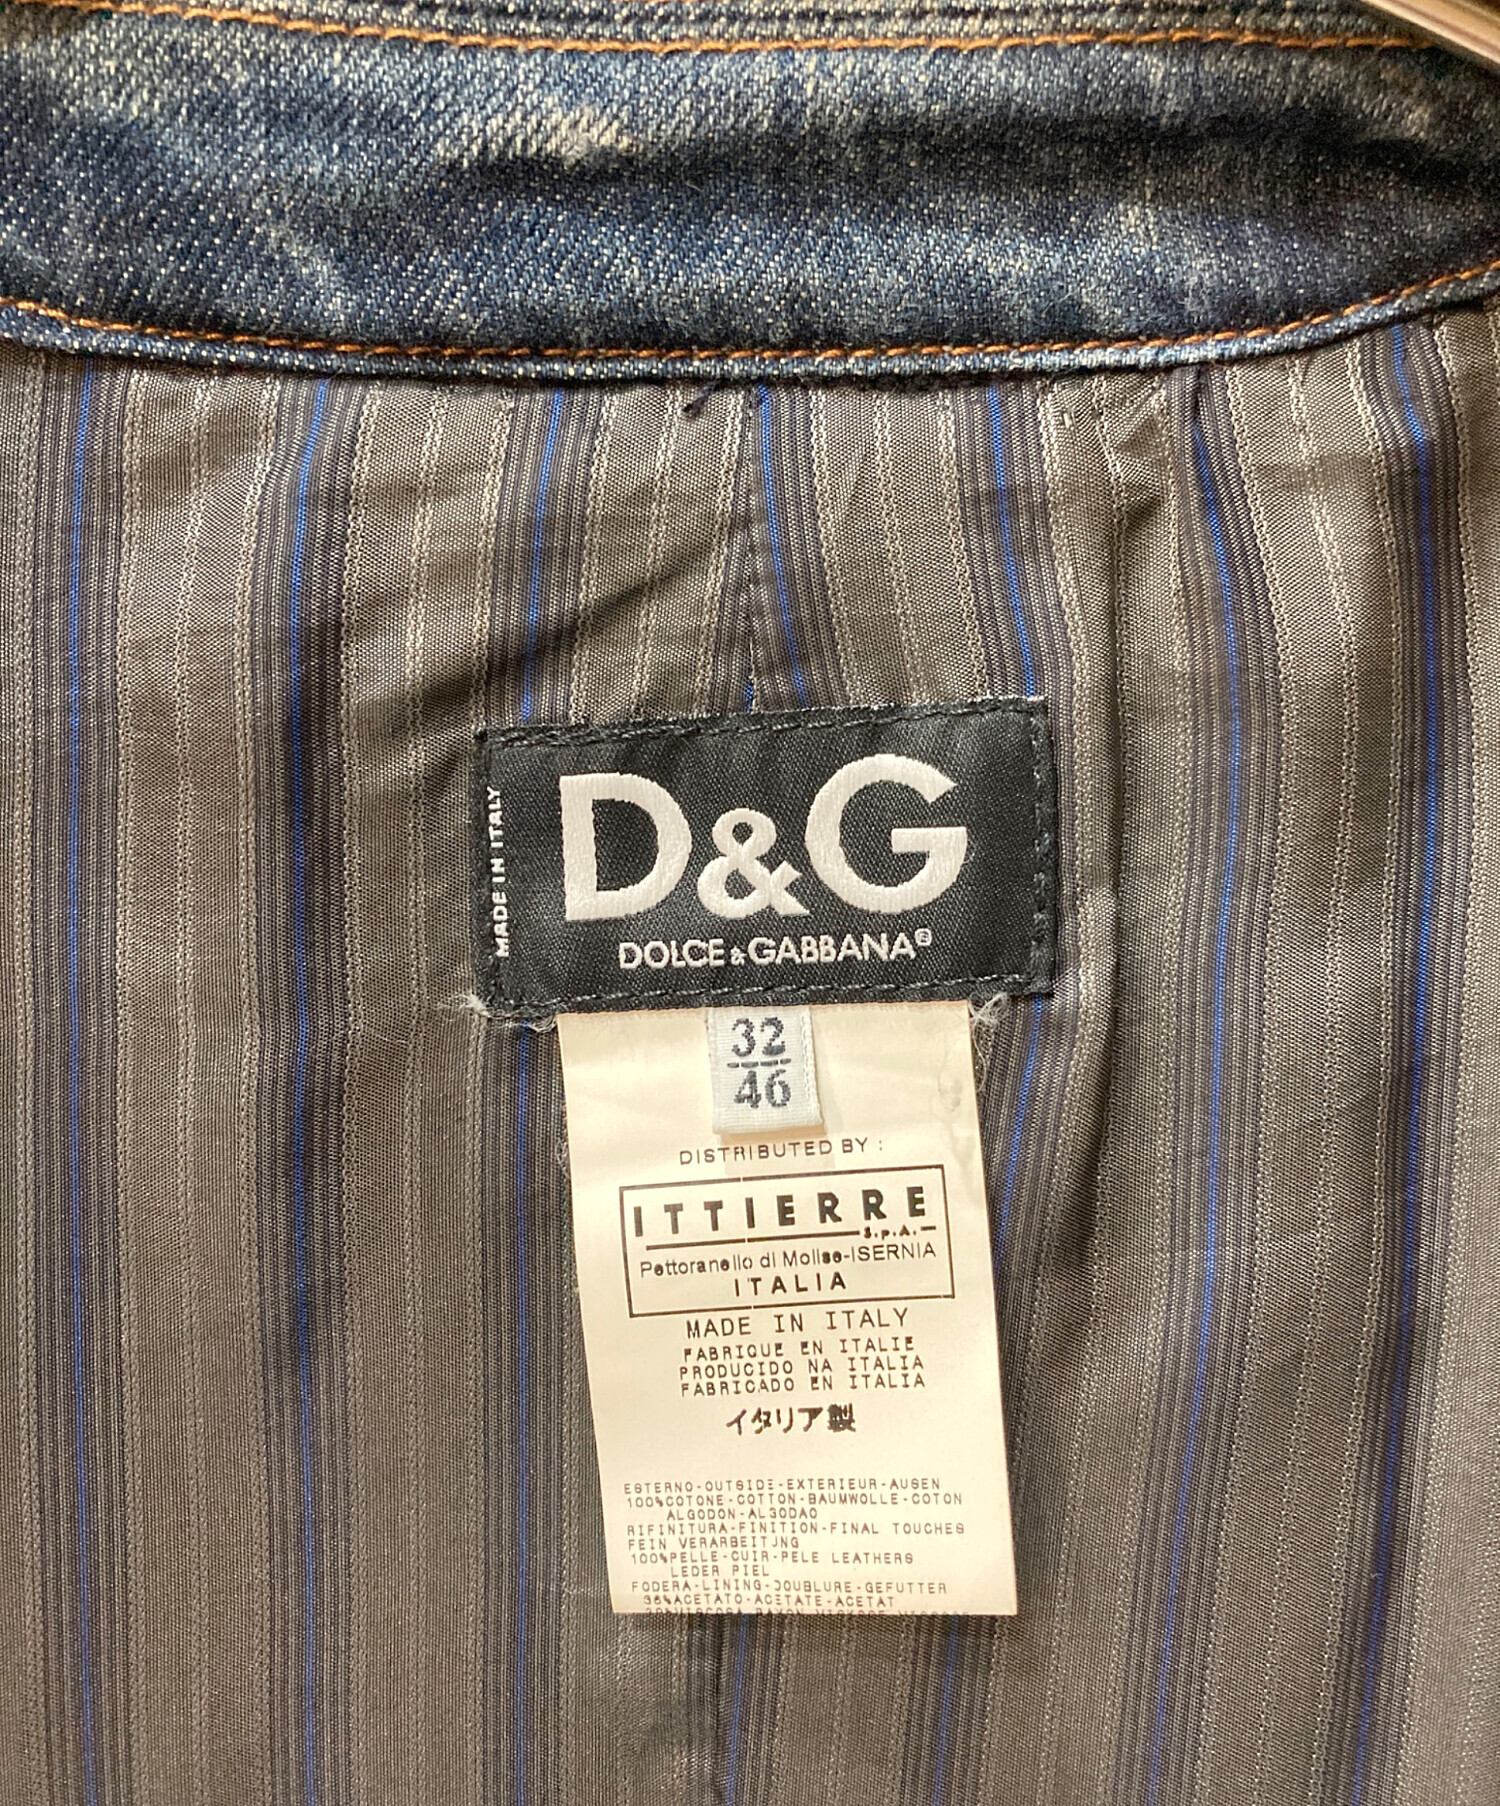 MADE IN ITALY
D&G
DOLCE & GABBANA®
32
46
DISTRIBUTED BY :
ITTIERRE
S.p.A.
Pettoranello di Molise-ISERNIA
ITALIA
MADE IN ITALY
FABRIQUE EN ITALIE
PRODUCIDO NA ITALIA
FABRICADO EN ITALIA
イタリア製
ESTERNO-OUTSIDE-EXTERIEUR-AUSEN
100%COTONE-COTTON-BAUMWOLLE-COTON
ALGODON-AL3ODAO
RIFINITURA-FINITION-FINAL TOUCHES
FEIN VERARBEITJNG
100%PELLE-CUIR-PELE LEATHERS
LEDER PIEL
FODERA-LINING-DOUBLURE-GEFUTTER
36%ACETATO-ACETATE-ACETAT